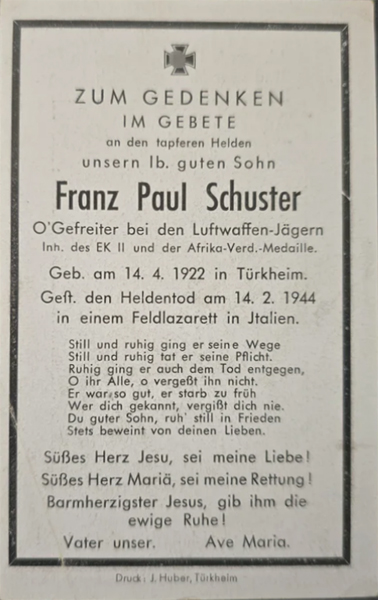 ZUM GEDENKEN
IM GEBETE
an den tapferen Helden
unsern lb. guten Sohn
Franz Paul Schuster
O'Gefreiter bei den Luftwaffen-Jägern
Inh. des EK II und der Afrika-Verd.-Medaille.
Geb. am 14. 4. 1922 in Türkheim.
Gest. den Heldentod am 14. 2. 1944
in einem Feldlazarett in Jtalien.
Still und ruhig ging er seine Wege
Still und ruhig tat er seine Pflicht.
Ruhig ging er auch dem Tod entgegen,
O ihr Alle, o vergeßt ihn nicht.
Er war so gut, er starb zu früh
Wer dich gekannt, vergißt dich nie.
Du guter Sohn, ruh' still in Frieden
Stets beweint von deinen Lieben.
Süßes Herz Jesu, sei meine Liebe!
Süßes Herz Mariä, sei meine Rettung!
Barmherzigster Jesus, gib ihm die
ewige Ruhe!
Vater unser. Ave Maria.
Druck: J. Huber, Türkheim